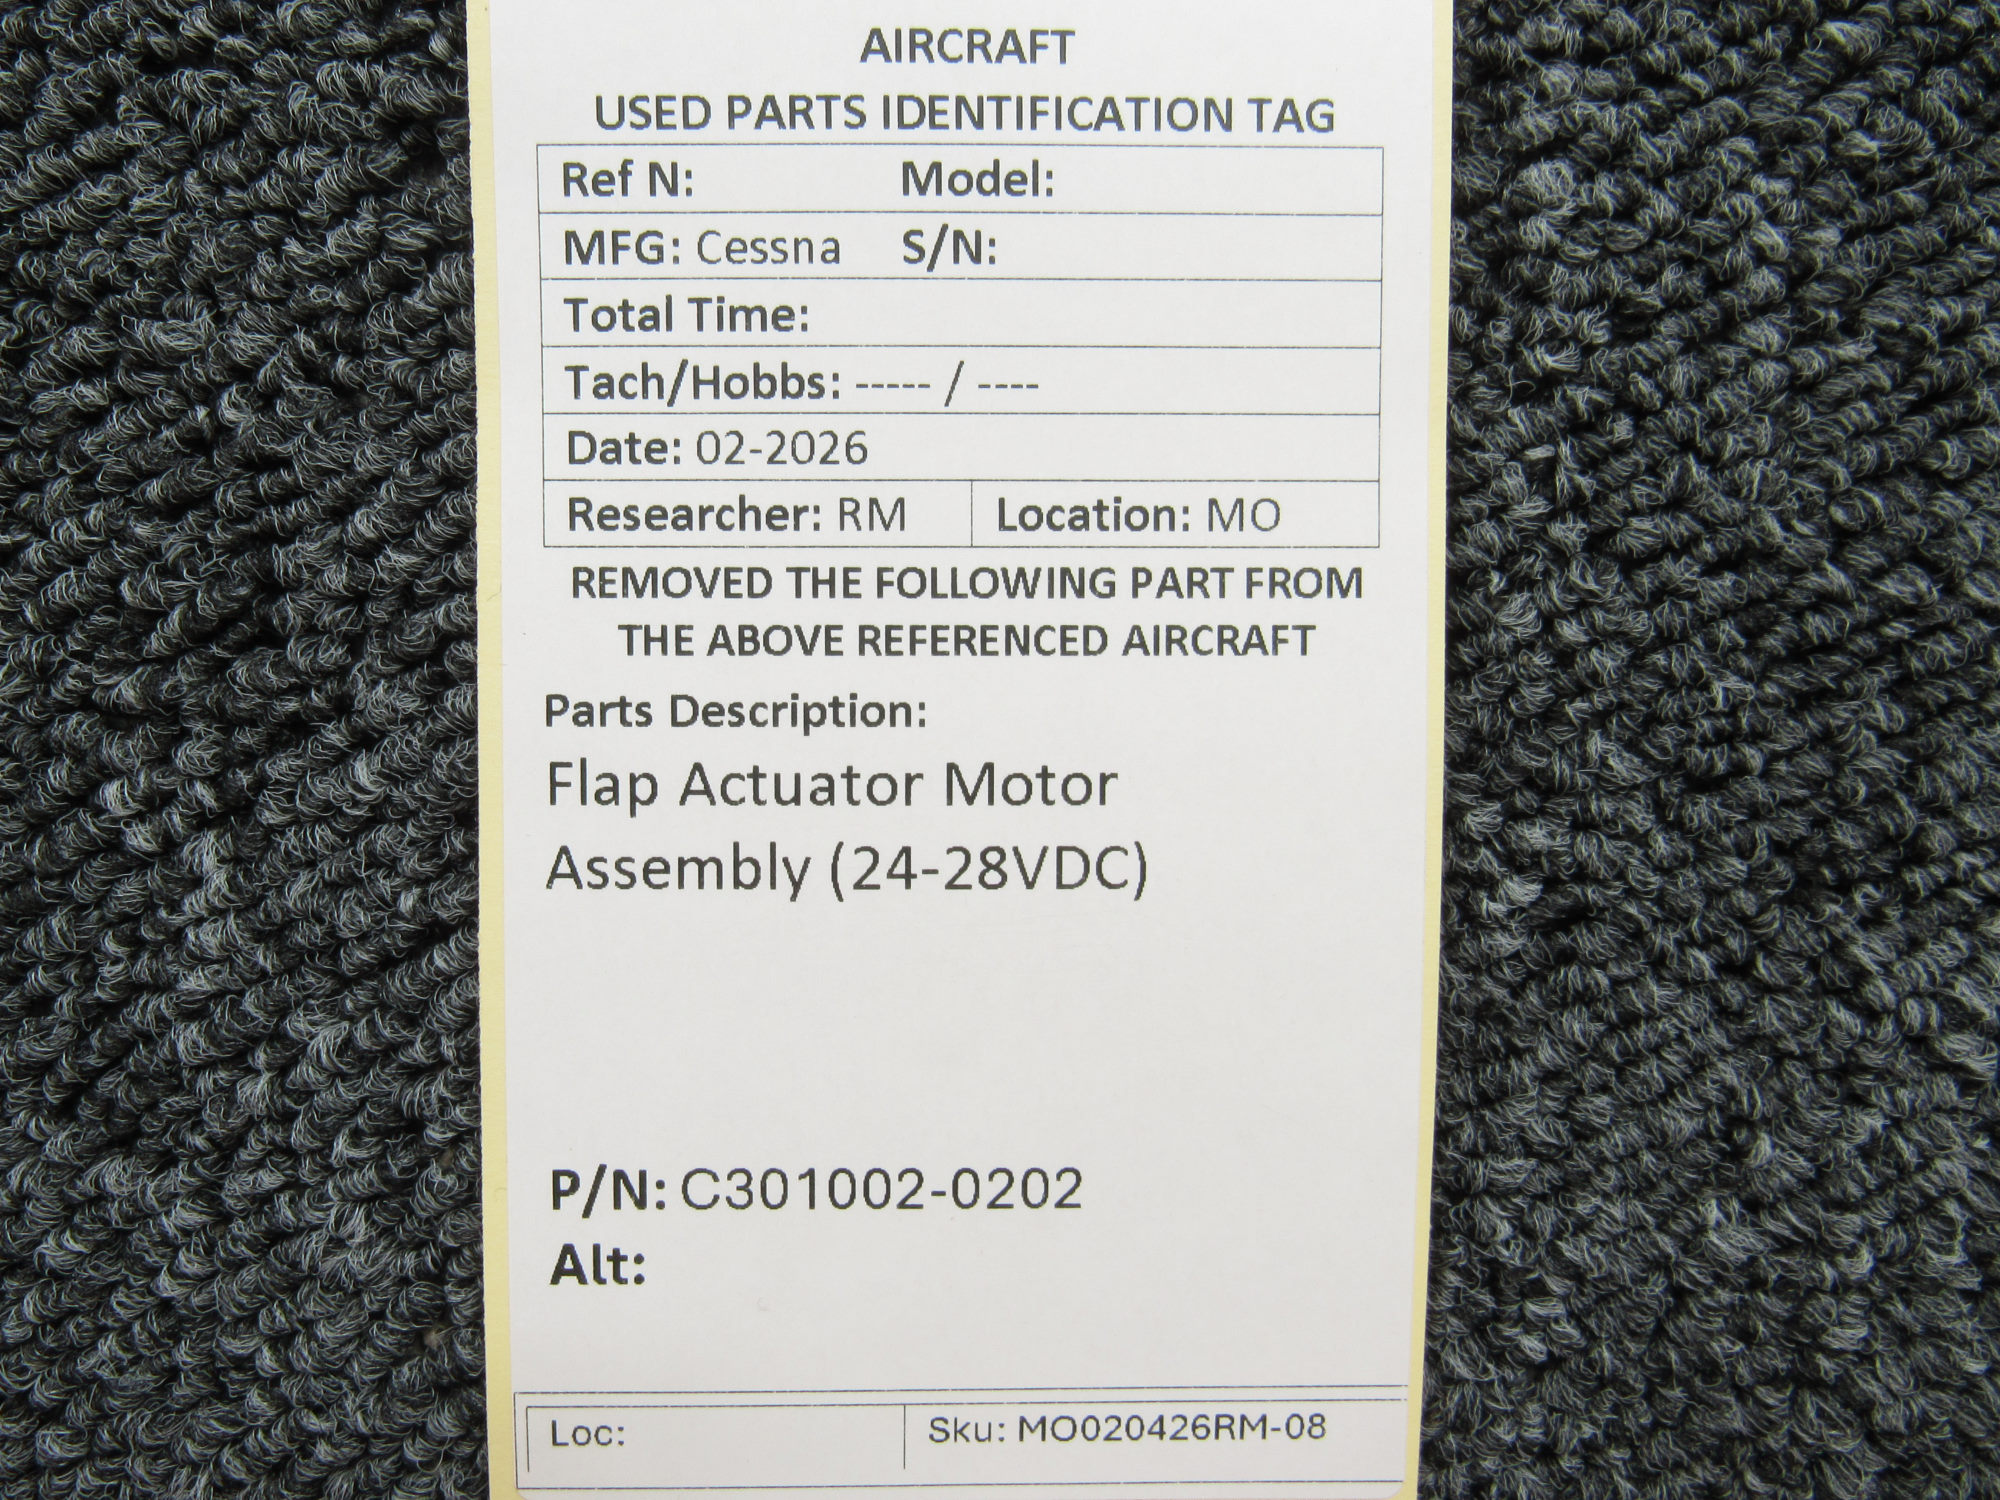 AIRCRAFT
USED PARTS IDENTIFICATION TAG
Ref N: Model:
MFG: Cessna S/N:
Total Time:
Tach/Hobbs: ----- / ----
Date: 02-2026
Researcher: RM Location: MO
REMOVED THE FOLLOWING PART FROM
THE ABOVE REFERENCED AIRCRAFT
Parts Description:
Flap Actuator Motor
Assembly (24-28VDC)
P/N: C301002-0202
Alt:
Loc: Sku: MO020426RM-08